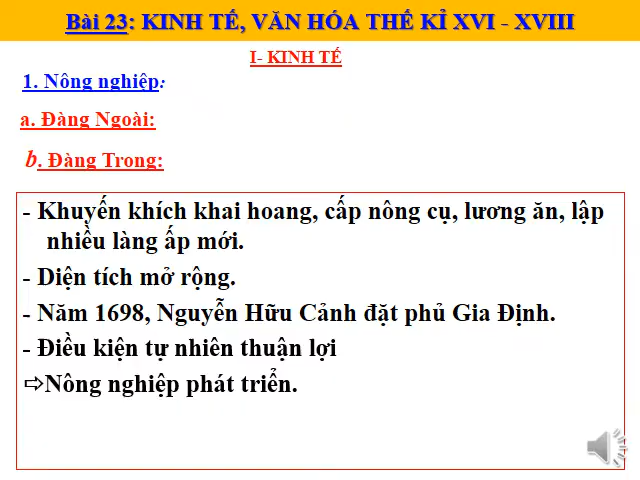 Bài 23: KINH TẾ, VĂN HÓA THẾ KỈ XVI - XVIII
I- KINH TẾ
1. Nông nghiệp:
a. Đàng Ngoài:
b. Đàng Trong:
- Khuyến khích khai hoang, cấp nông cụ, lương ăn, lập
nhiều làng ấp mới.
- Diện tích mở rộng.
- Năm 1698, Nguyễn Hữu Cảnh đặt phủ Gia Định.
- Điều kiện tự nhiên thuận lợi
⇨Nông nghiệp phát triển.